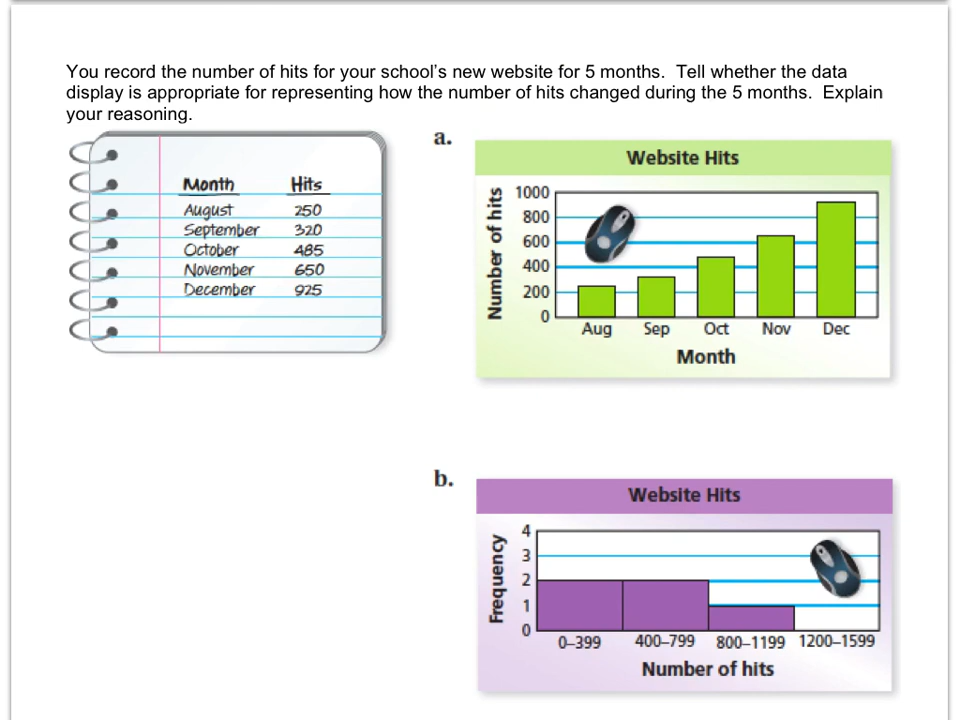 You record the number of hits for your school’s new website for 5 months. Tell whether the data
display is appropriate for representing how the number of hits changed during the 5 months. Explain
your reasoning.
Month Hits
August 250
September 320
October 485
November 650
December 925
a.
Website Hits
Number of hits
1000
800
600
400
200
0
Aug Sep Oct Nov Dec
Month
b.
Website Hits
Frequency
4
3
2
1
0
0–399 400–799 800–1199 1200–1599
Number of hits